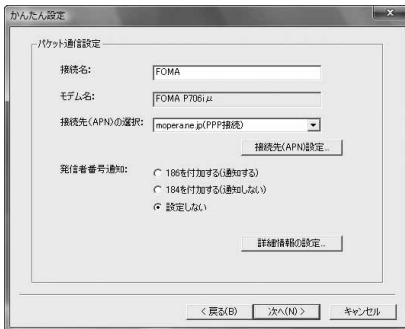 かんたん設定
パケット通信設定
接続名: FOMA
モデム名: FOMA P706iμ
接続先(APN)の選択: mopera.ne.jp(PPP接続)
接続先(APN)設定...
発信者番号通知: 186を付加する(通知する)
184を付加する(通知しない)
設定しない
詳細情報の設定...
< 戻る(B) 次へ(N) > キャンセル